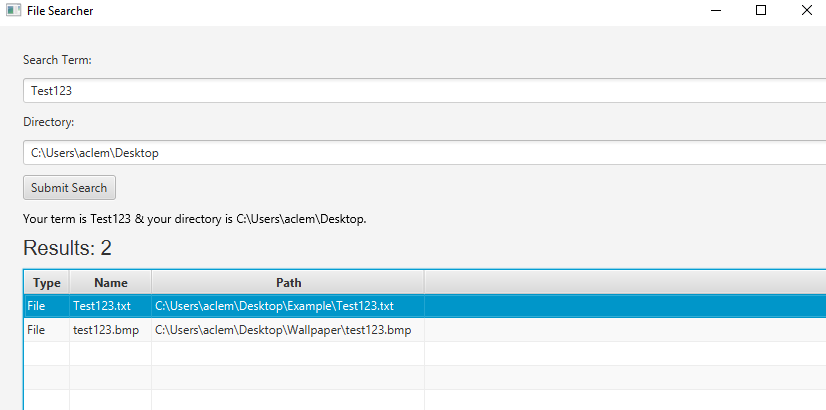 File Searcher
Search Term:
Test123
Directory:
C:\Users\aclem\Desktop
Submit Search
Your term is Test123 & your directory is C:\Users\aclem\Desktop.
Results: 2
Type Name Path
File Test123.txt C:\Users\aclem\Desktop\Example\Test123.txt
File test123.bmp C:\Users\aclem\Desktop\Wallpaper\test123.bmp